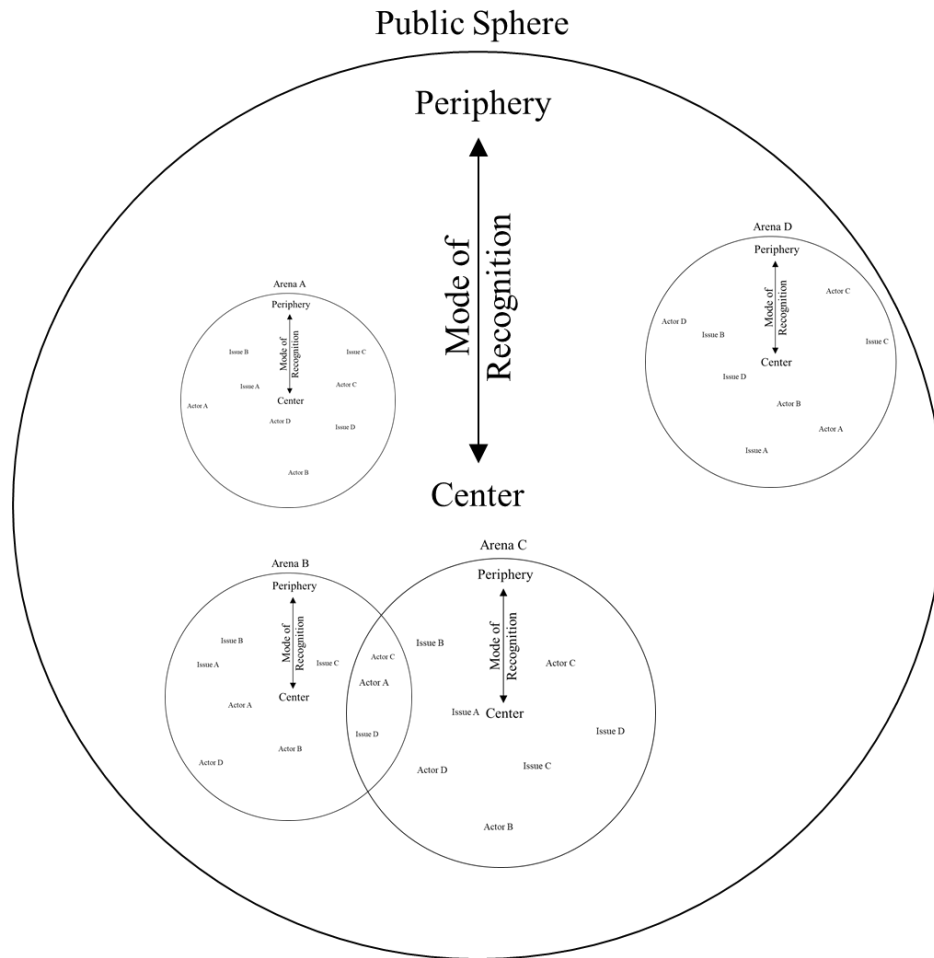 Public Sphere
Periphery
Mode of
Recognition
Center
Arena A
Periphery
Mode of
Recognition
Issue B
Issue C
Issue A
Actor C
Center
Actor A
Actor D
Issue D
Actor B
Arena D
Periphery
Mode of
Recognition
Actor C
Actor D
Issue B
Issue C
Center
Issue D
Actor B
Actor A
Issue A
Arena B
Periphery
Mode of
Recognition
Issue B
Issue A
Issue C
Actor C
Actor A
Center
Actor A
Issue D
Actor B
Actor D
Arena C
Periphery
Mode of
Recognition
Issue B
Actor C
Issue A
Center
Issue D
Actor D
Issue C
Actor B